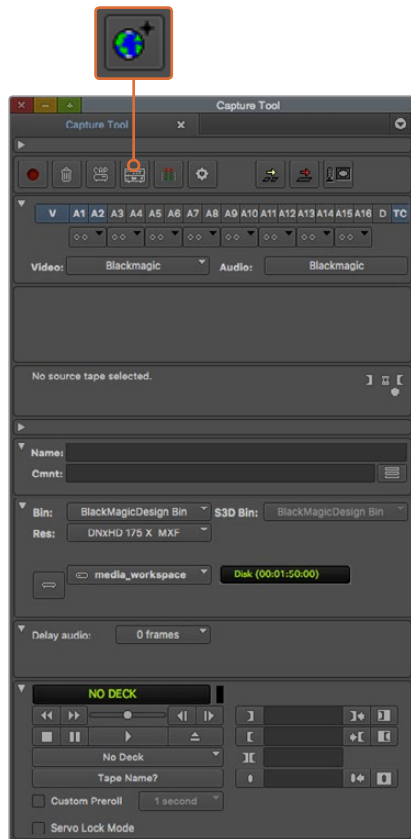 Capture Tool
Capture Tool
V A1 A2 A3 A4 A5 A6 A7 A8 A9 A10 A11 A12 A13 A14 A15 A16 D TC
Video: Blackmagic Audio: Blackmagic
No source tape selected.
Name:
Cmnt:
Bin: BlackMagicDesign Bin S3D Bin: BlackMagicDesign Bin
Res: DNxHD 175 X MXF
media_workspace Disk (00:01:50:00)
Delay audio: 0 frames
NO DECK
No Deck
Tape Name?
Custom Preroll 1 second
Servo Lock Mode